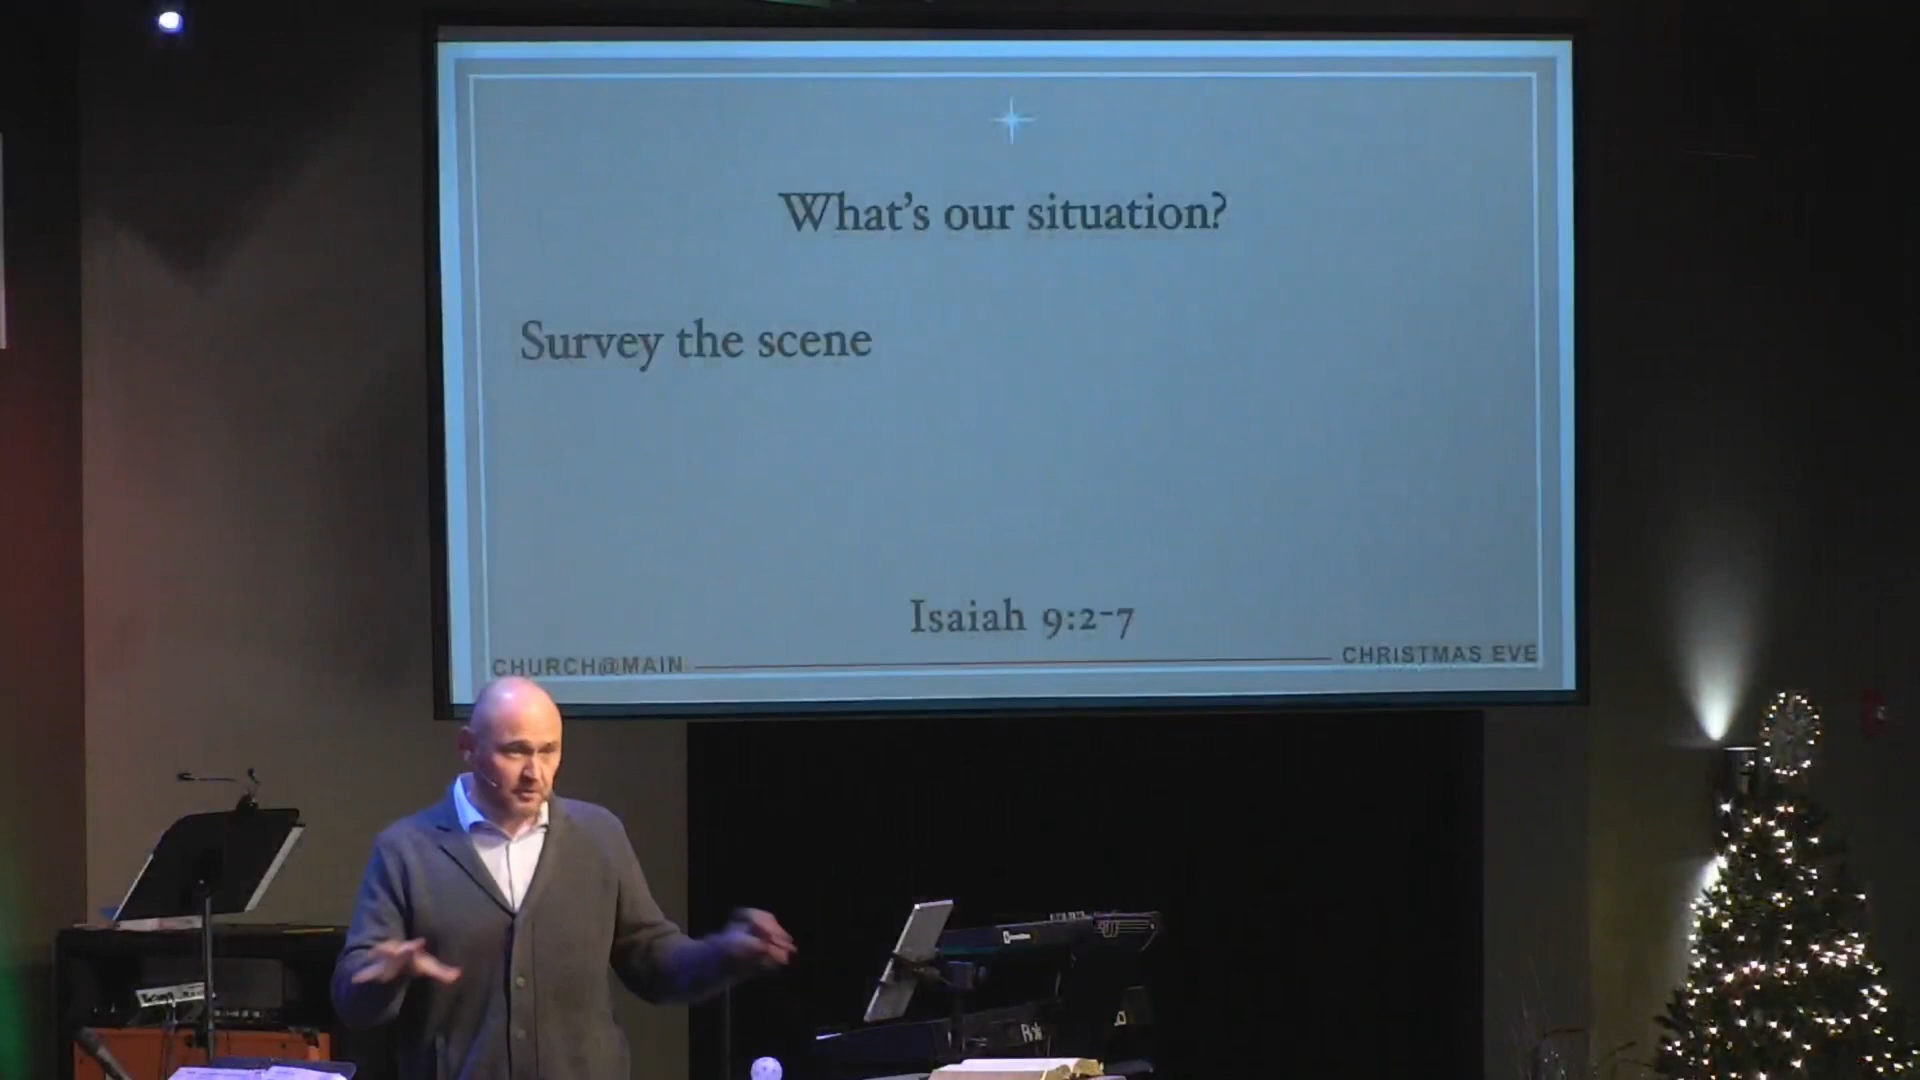 What's our situation?
Survey the scene
Isaiah 9:2-7
CHURCH@MAIN
CHRISTMAS EVE